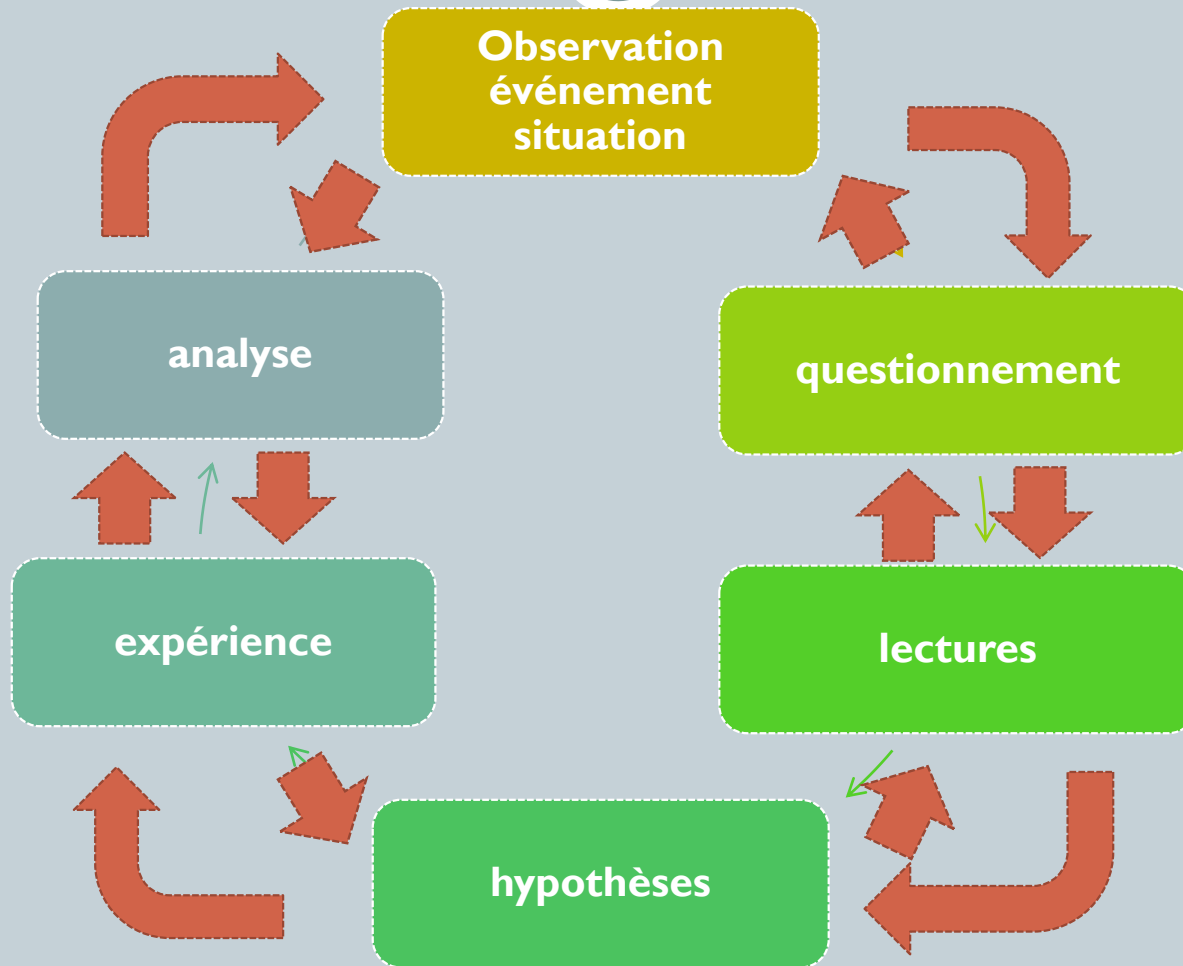 Observation
événement
situation
analyse
questionnement
expérience
lectures
hypothèses